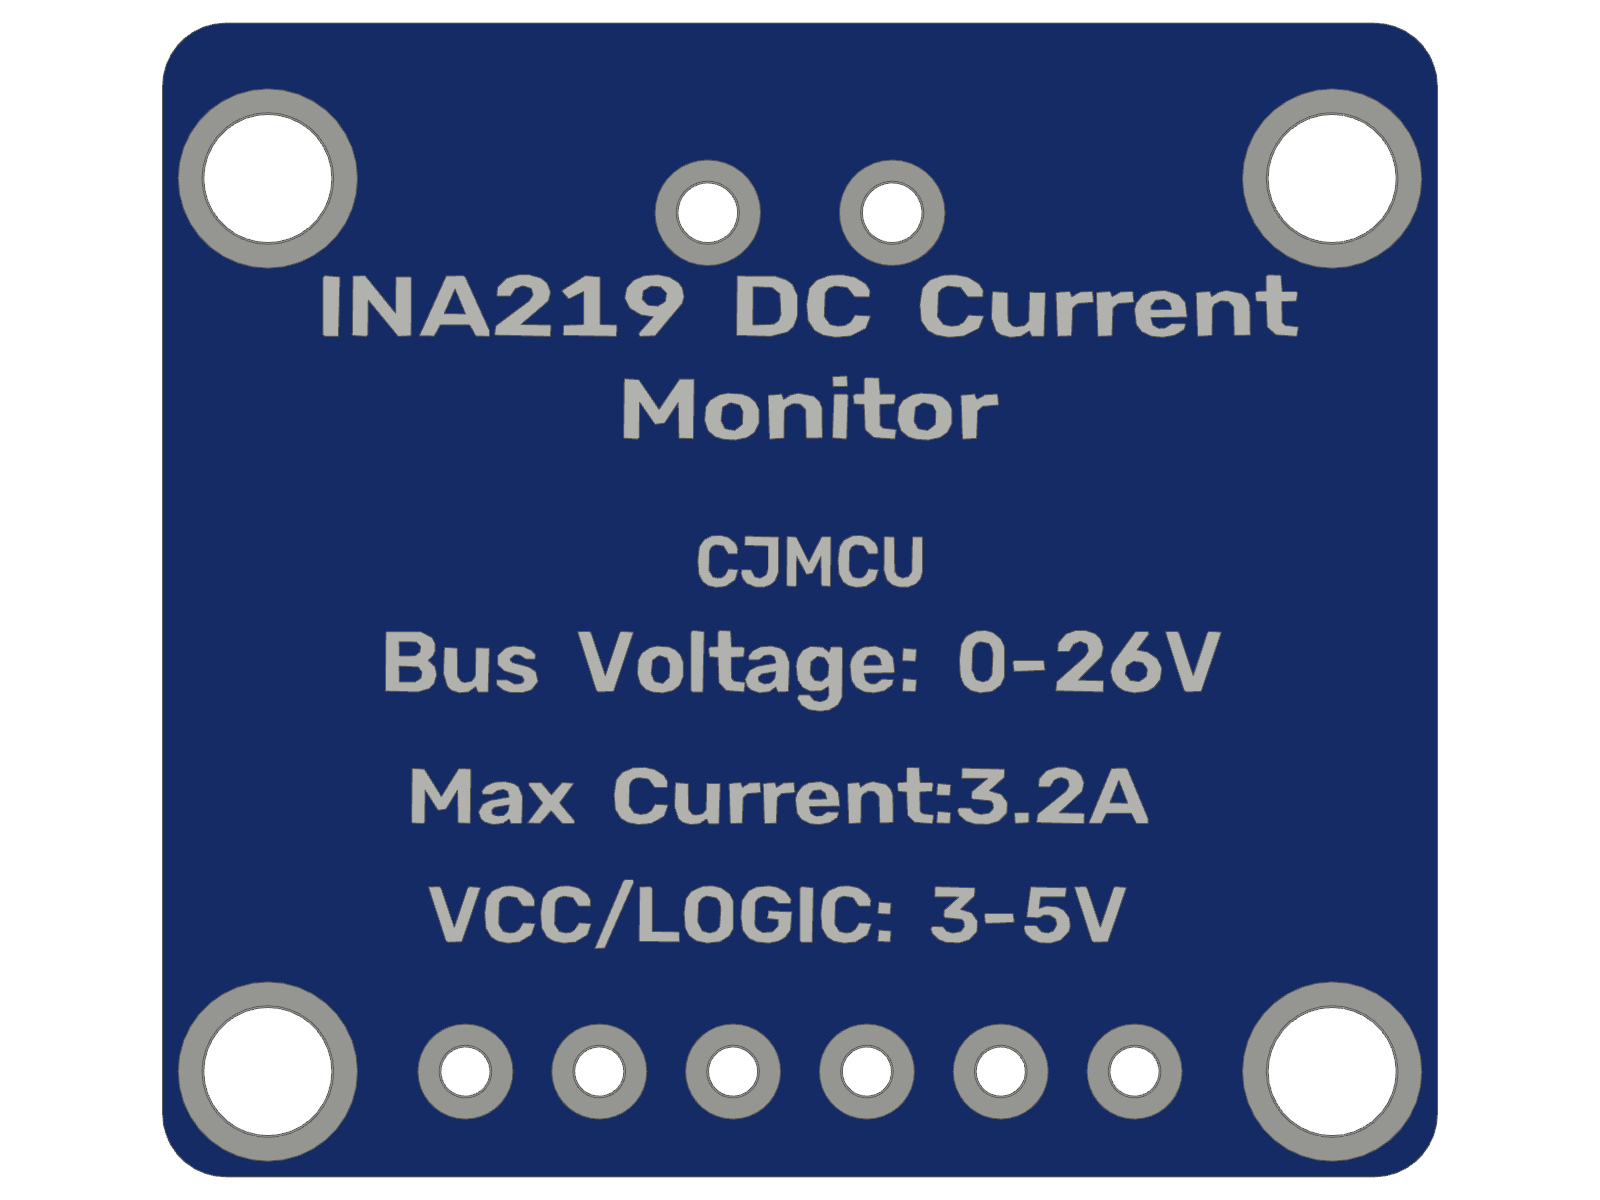 INA219 DC Current
Monitor
CJMCU
Bus Voltage: 0-26V
Max Current:3.2A
VCC/LOGIC: 3-5V